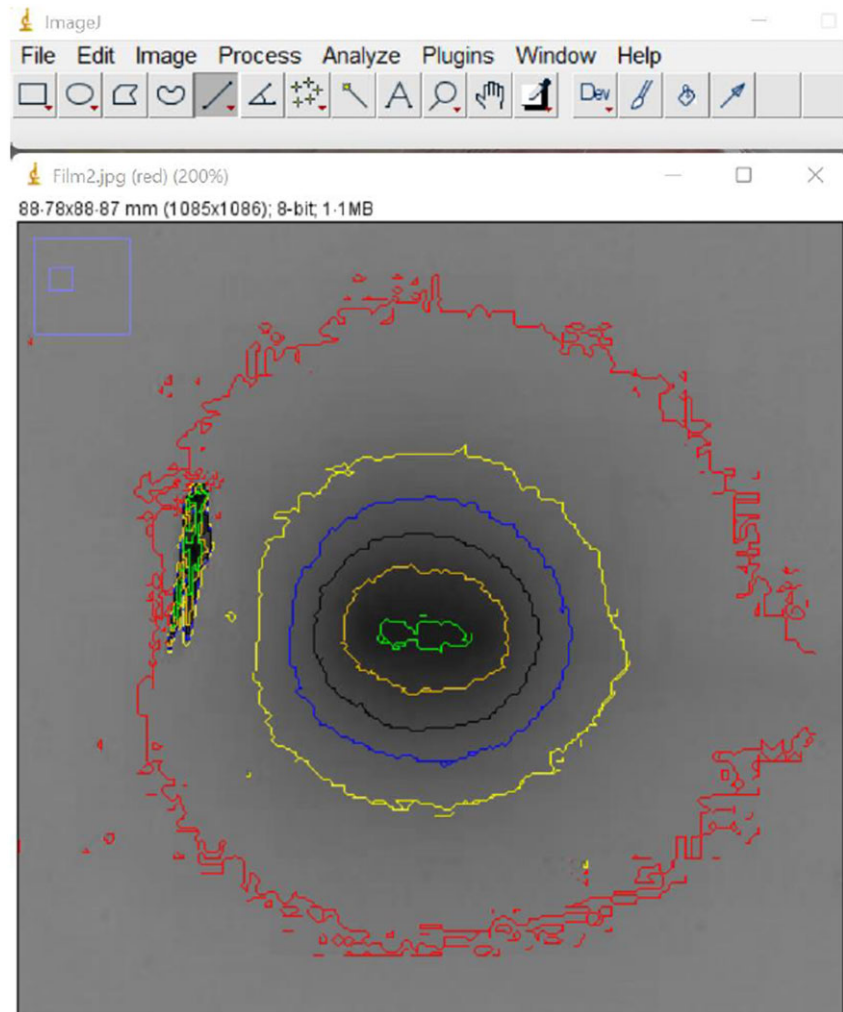 ImageJ
File Edit Image Process Analyze Plugins Window Help
A Dev
Film2.jpg (red) (200%)
88·78x88·87 mm (1085x1086); 8-bit; 1·1MB